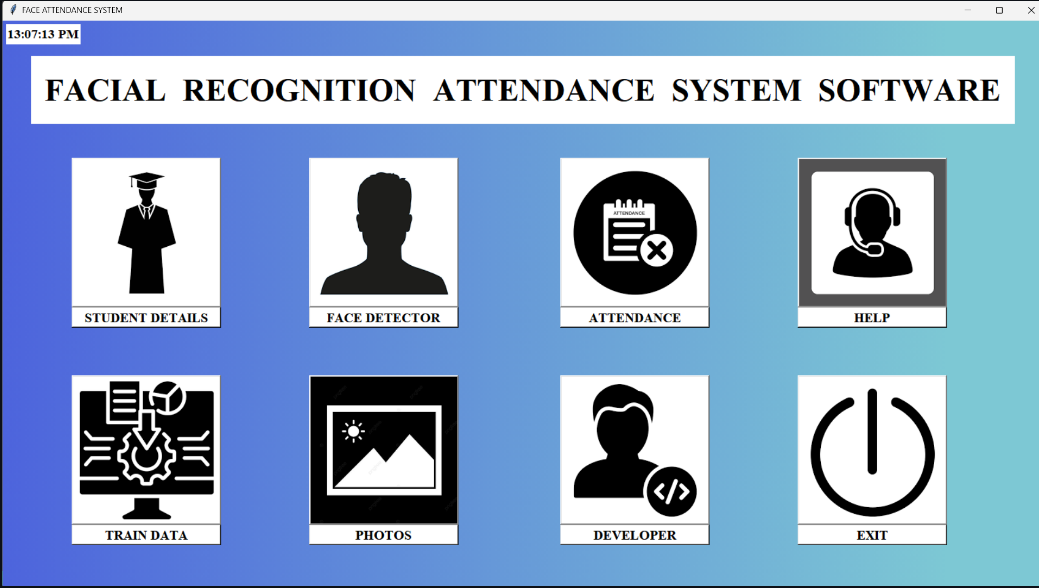 FACE ATTENDANCE SYSTEM
13:07:13 PM
FACIAL RECOGNITION ATTENDANCE SYSTEM SOFTWARE
ATTENDANCE
STUDENT DETAILS
FACE DETECTOR
ATTENDANCE
HELP
</>
TRAIN DATA
PHOTOS
DEVELOPER
EXIT